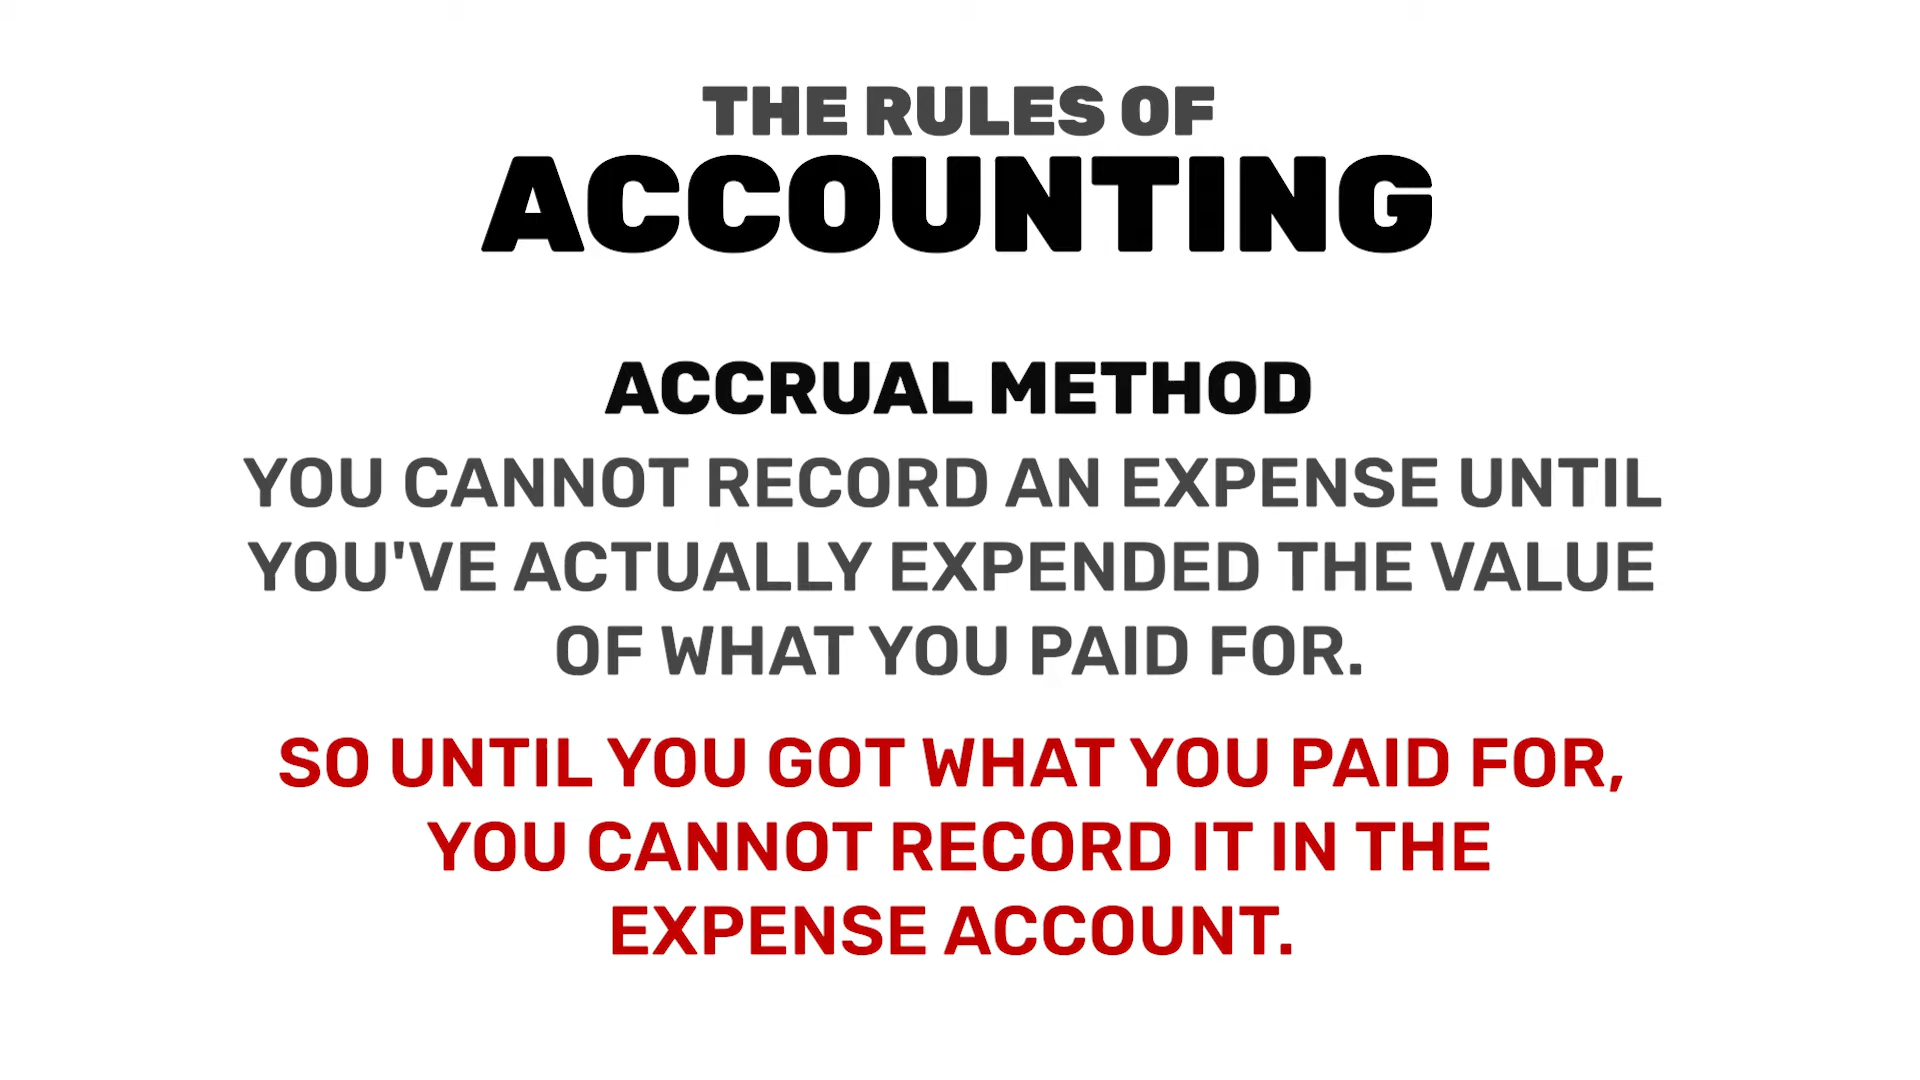 THE RULES OF
ACCOUNTING
ACCRUAL METHOD
YOU CANNOT RECORD AN EXPENSE UNTIL
YOU'VE ACTUALLY EXPENDED THE VALUE
OF WHAT YOU PAID FOR.
SO UNTIL YOU GOT WHAT YOU PAID FOR,
YOU CANNOT RECORD IT IN THE
EXPENSE ACCOUNT.